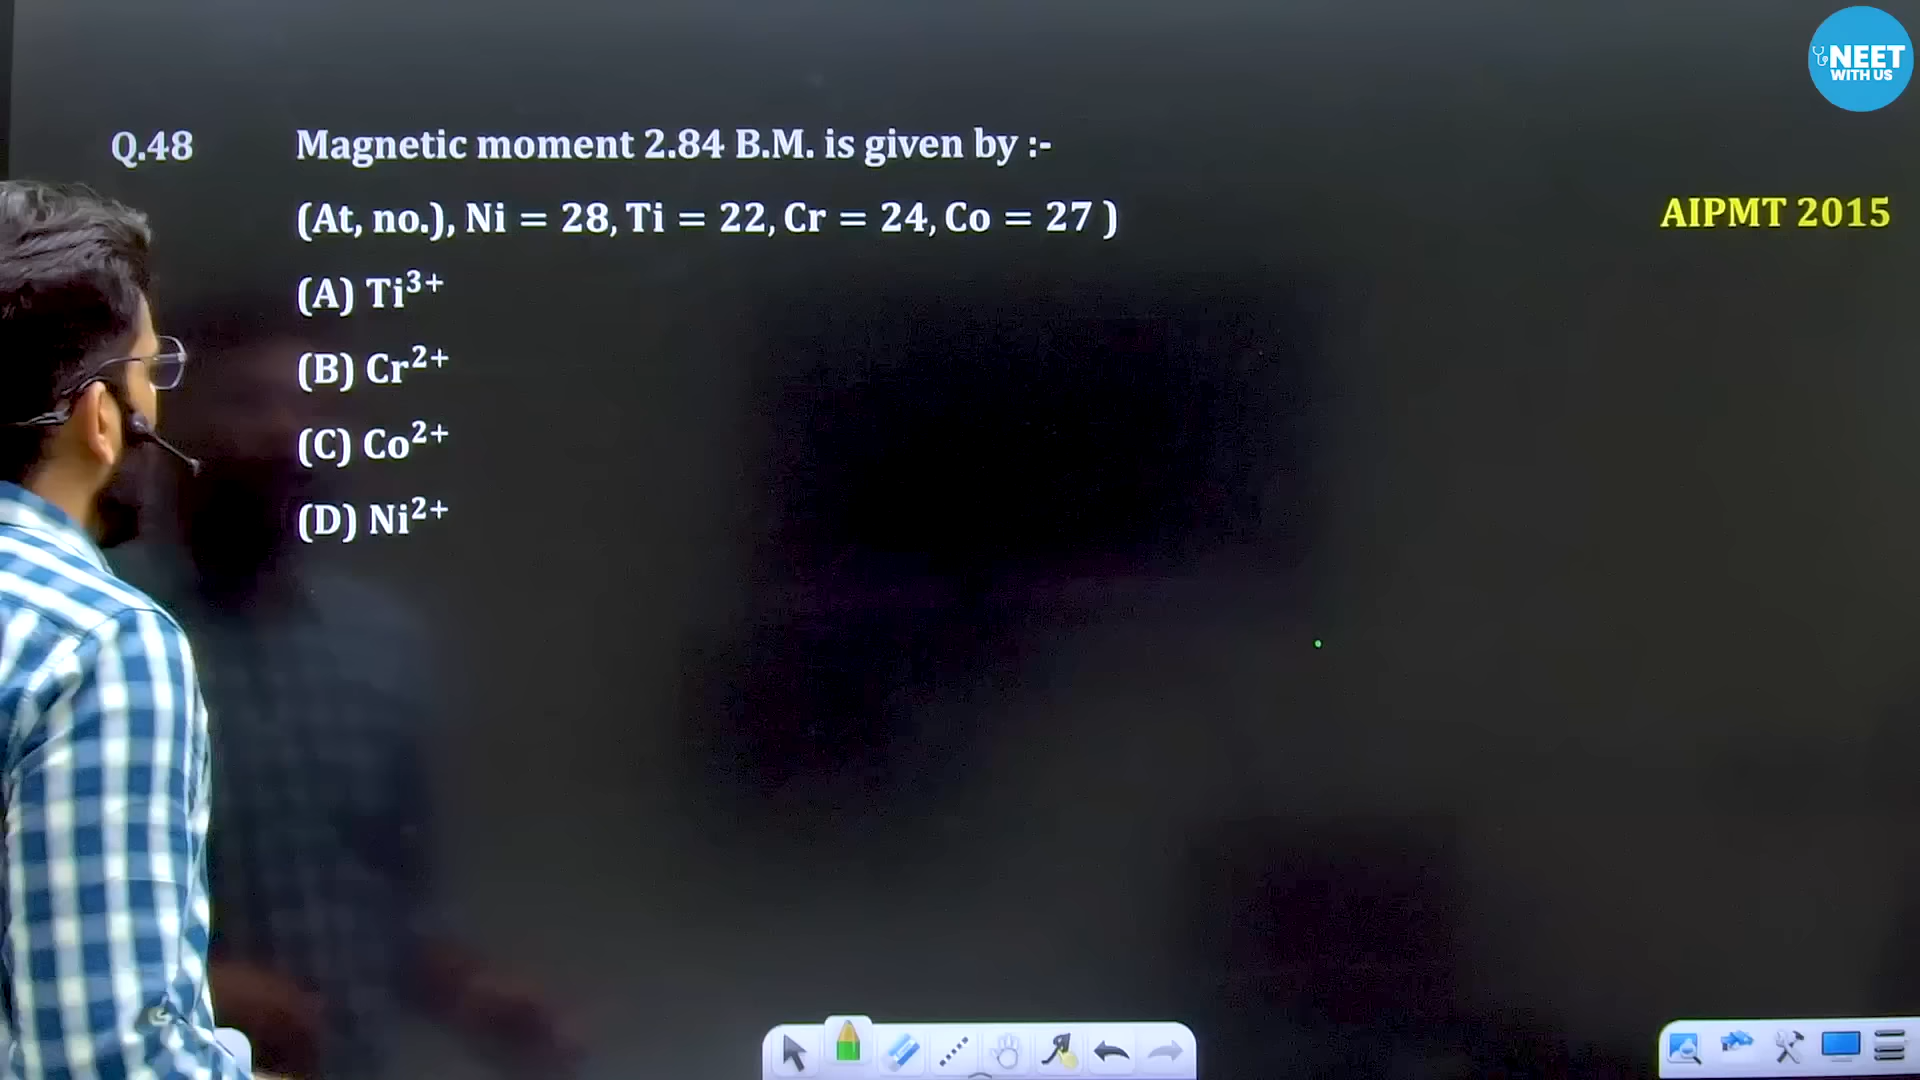 NEET
WITH US
Q.48 Magnetic moment 2.84 B.M. is given by :-
(At, no.), Ni = 28, Ti = 22, Cr = 24, Co = 27 )
AIPMT 2015
(A) Ti³⁺
(B) Cr²⁺
(C) Co²⁺
(D) Ni²⁺